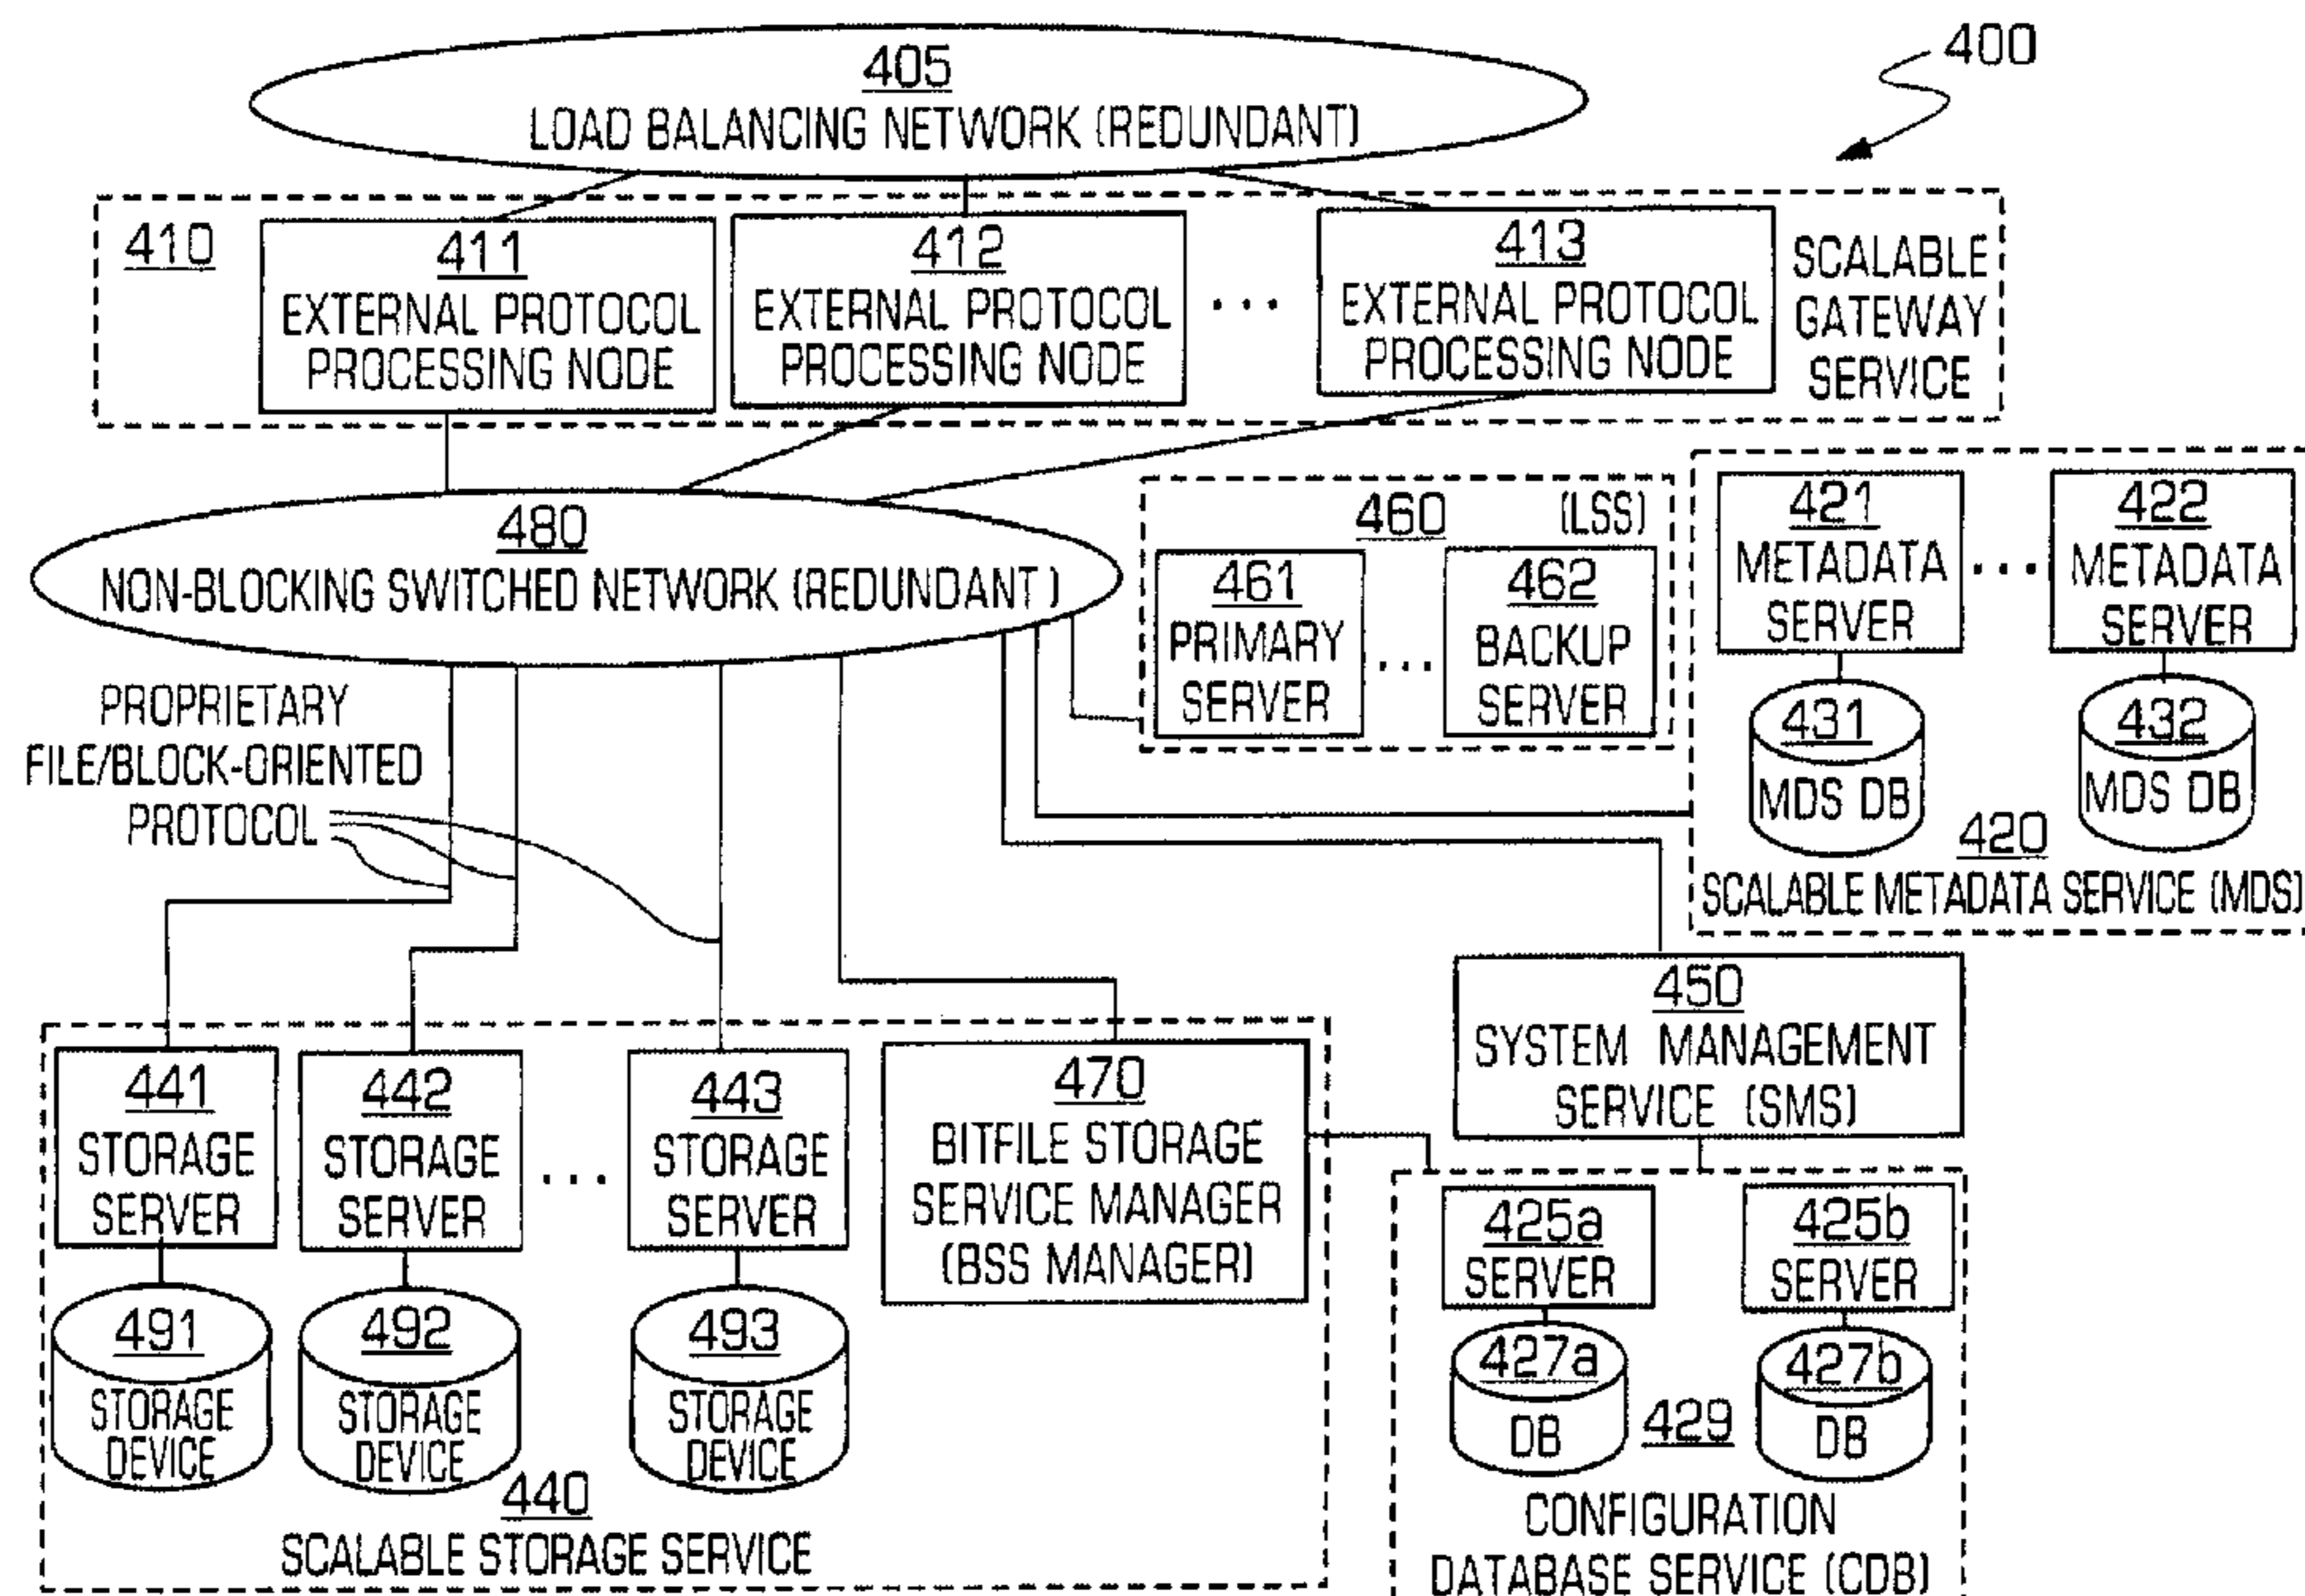 400
405
LOAD BALANCING NETWORK (REDUNDANT)
410
411
EXTERNAL PROTOCOL
PROCESSING NODE
412
EXTERNAL PROTOCOL
PROCESSING NODE
...
413
EXTERNAL PROTOCOL
PROCESSING NODE
SCALABLE
GATEWAY
SERVICE
480
NON-BLOCKING SWITCHED NETWORK (REDUNDANT)
460
(LSS)
461
PRIMARY
SERVER
...
462
BACKUP
SERVER
421
METADATA
SERVER
...
422
METADATA
SERVER
431
MDS DB
432
MDS DB
420
SCALABLE METADATA SERVICE (MDS)
PROPRIETARY
FILE/BLOCK-ORIENTED
PROTOCOL
450
SYSTEM MANAGEMENT
SERVICE (SMS)
441
STORAGE
SERVER
442
STORAGE
SERVER
...
443
STORAGE
SERVER
470
BITFILE STORAGE
SERVICE MANAGER
(BSS MANAGER)
491
STORAGE
DEVICE
492
STORAGE
DEVICE
493
STORAGE
DEVICE
440
SCALABLE STORAGE SERVICE
425a
SERVER
425b
SERVER
427a
DB
427b
DB
429
CONFIGURATION
DATABASE SERVICE (CDB)